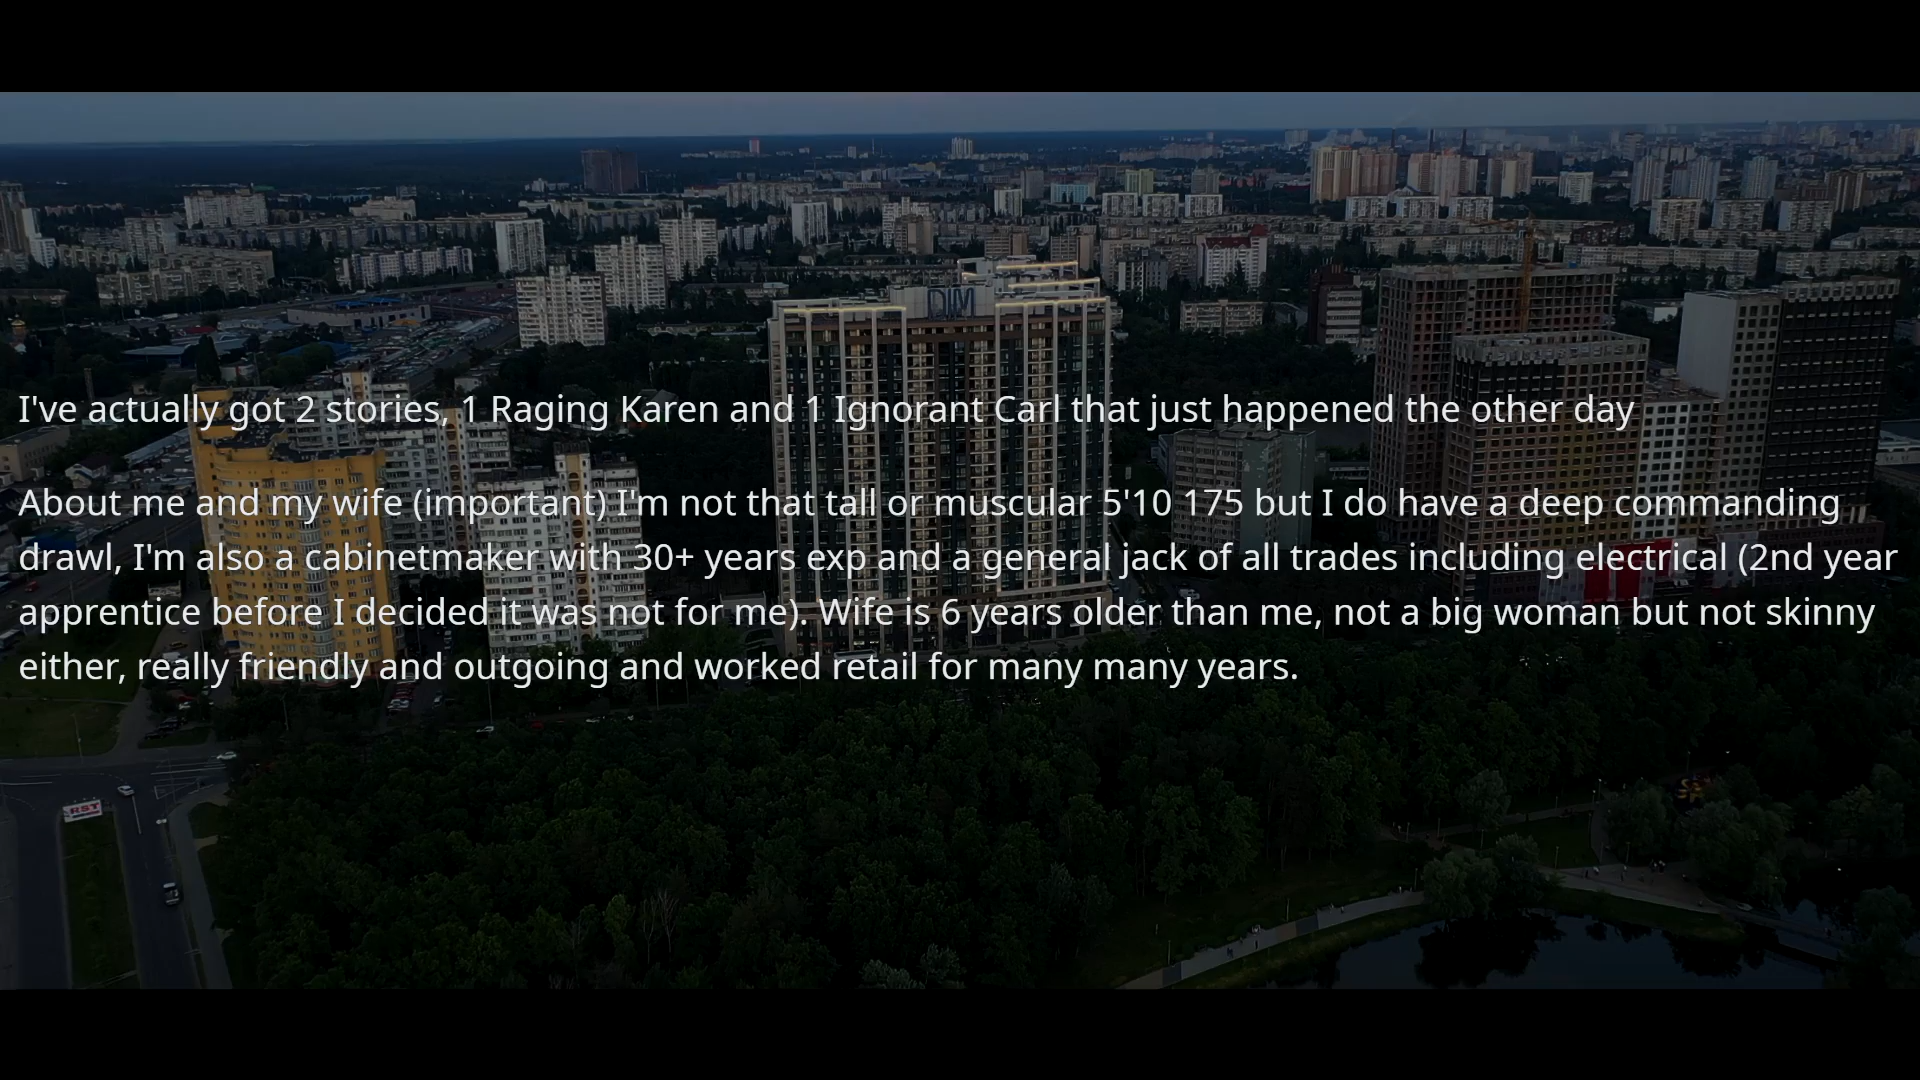 DIM
I've actually got 2 stories, 1 Raging Karen and 1 Ignorant Carl that just happened the other day
About me and my wife (important) I'm not that tall or muscular 5'10 175 but I do have a deep commanding
drawl, I'm also a cabinetmaker with 30+ years exp and a general jack of all trades including electrical (2nd year
apprentice before I decided it was not for me). Wife is 6 years older than me, not a big woman but not skinny
either, really friendly and outgoing and worked retail for many many years.
RST